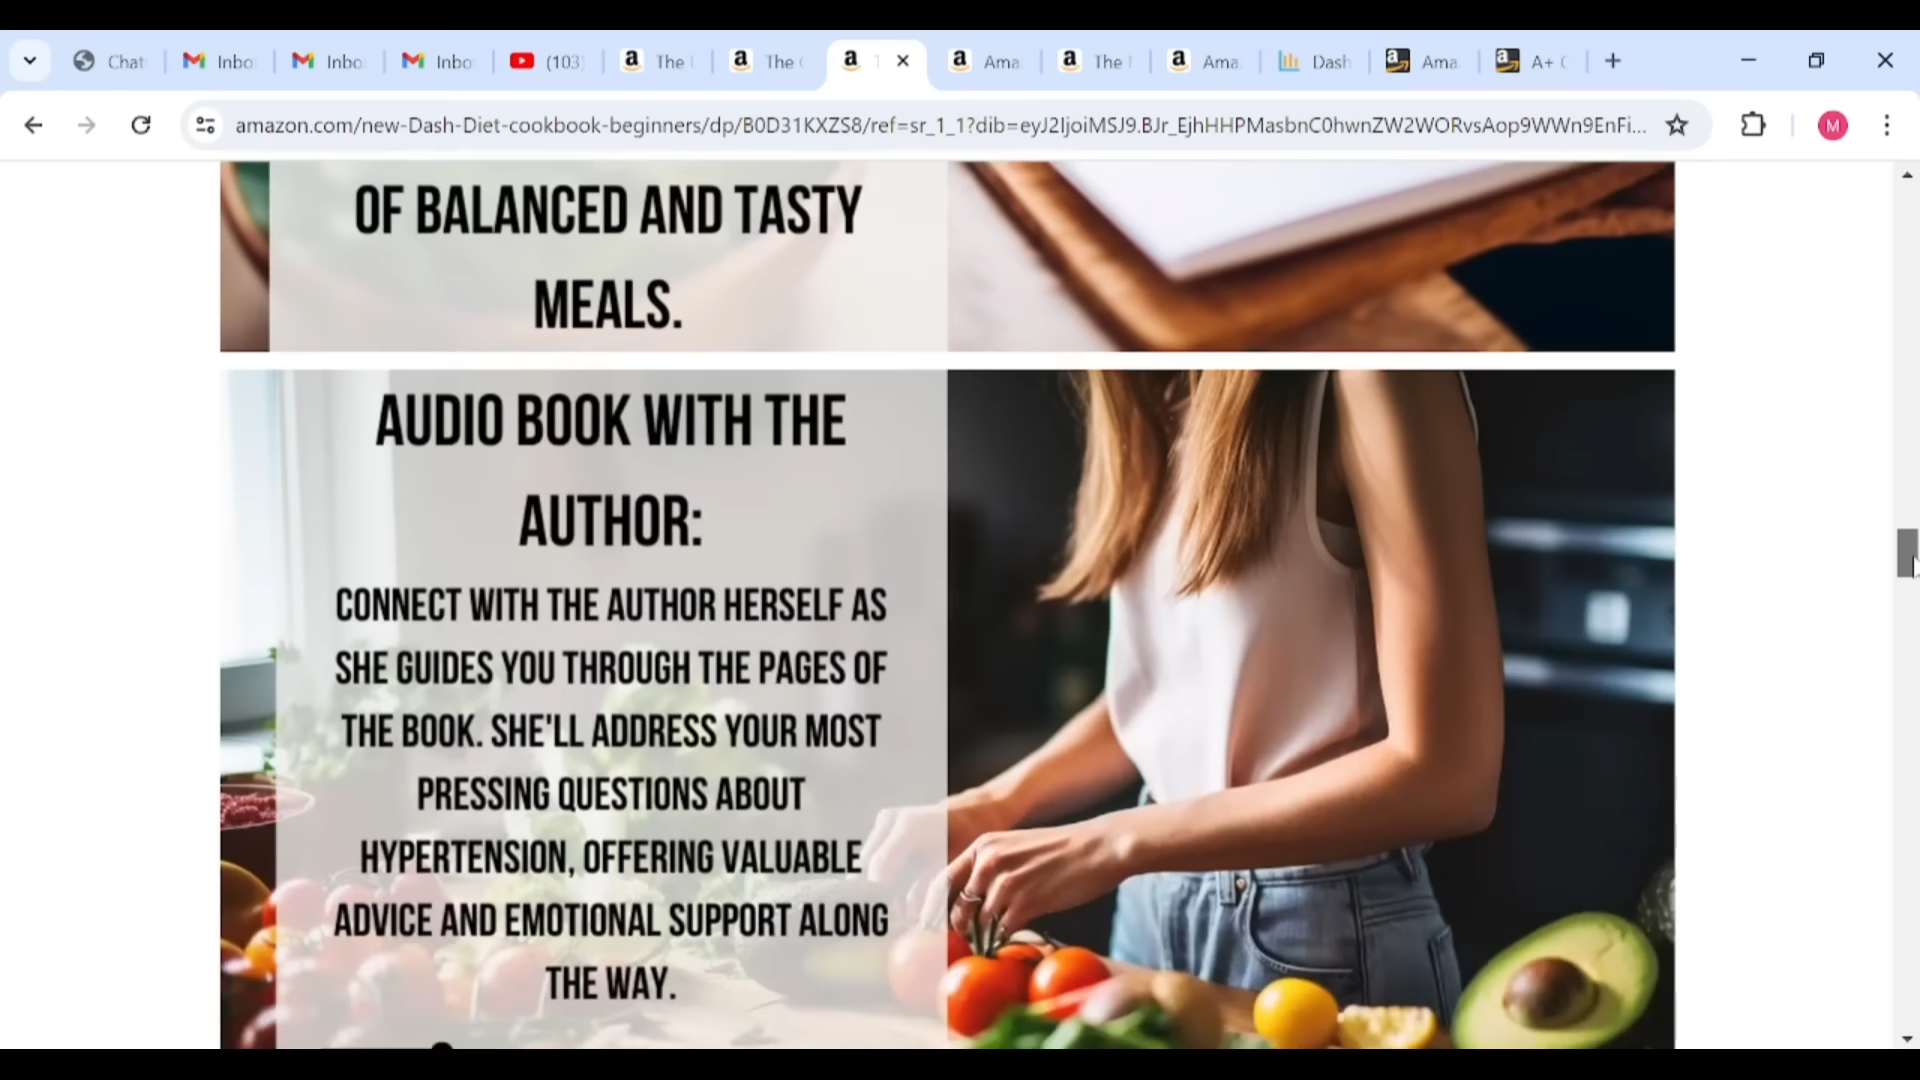 Chat
Inbo
Inbo
Inbo
(103)
The
The
Ama
The
Ama
Dash
Ama
A+
amazon.com/new-Dash-Diet-cookbook-beginners/dp/B0D31KXZS8/ref=sr_1_1?dib=eyJ2IjoiMSJ9.BJr_EjhHHPMasbnC0hwnZW2WORvsAop9WWn9EnFi...
M
OF BALANCED AND TASTY
MEALS.
AUDIO BOOK WITH THE
AUTHOR:
CONNECT WITH THE AUTHOR HERSELF AS
SHE GUIDES YOU THROUGH THE PAGES OF
THE BOOK. SHE'LL ADDRESS YOUR MOST
PRESSING QUESTIONS ABOUT
HYPERTENSION, OFFERING VALUABLE
ADVICE AND EMOTIONAL SUPPORT ALONG
THE WAY.